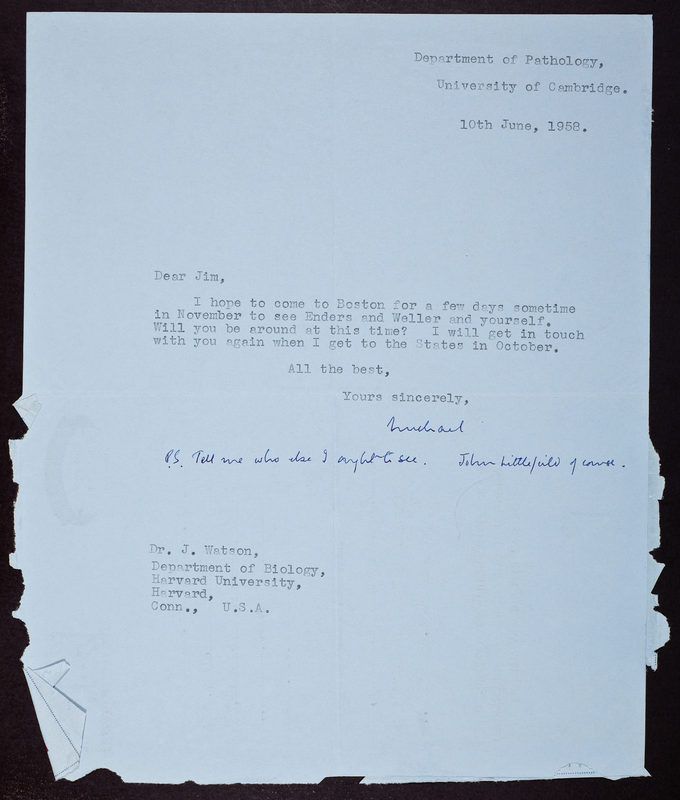 Department of Pathology,
University of Cambridge.
10th June, 1958.
Dear Jim,
I hope to come to Boston for a few days sometime
in November to see Enders and Weller and yourself.
Will you be around at this time? I will get in touch
with you again when I get to the States in October.
All the best,
Yours sincerely,
Michael
P.S. Tell me who else I ought to see. John Littlefield of course.
Dr. J. Watson,
Department of Biology,
Harvard University,
Harvard,
Conn., U.S.A.